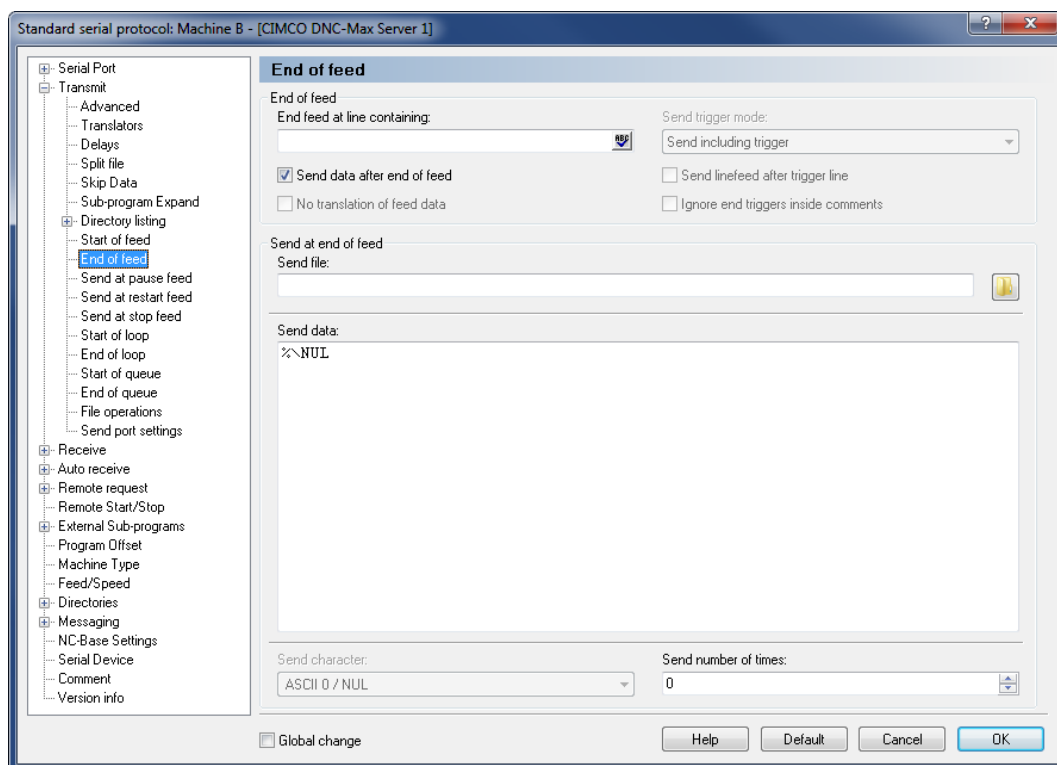 Standard serial protocol: Machine B - [CIMCO DNC-Max Server 1]
Serial Port
Transmit
Advanced
Translators
Delays
Split file
Skip Data
Sub-program Expand
Directory listing
Start of feed
End of feed
Send at pause feed
Send at restart feed
Send at stop feed
Start of loop
End of loop
Start of queue
End of queue
File operations
Send port settings
Receive
Auto receive
Remote request
Remote Start/Stop
External Sub-programs
Program Offset
Machine Type
Feed/Speed
Directories
Messaging
NC-Base Settings
Serial Device
Comment
Version info
End of feed
End of feed
End feed at line containing:
ABC
Send trigger mode:
Send including trigger
Send data after end of feed
Send linefeed after trigger line
No translation of feed data
Ignore end triggers inside comments
Send at end of feed
Send file:
Send data:
%\NUL
Send character:
Send number of times:
ASCII 0 / NUL
0
Global change
Help
Default
Cancel
OK